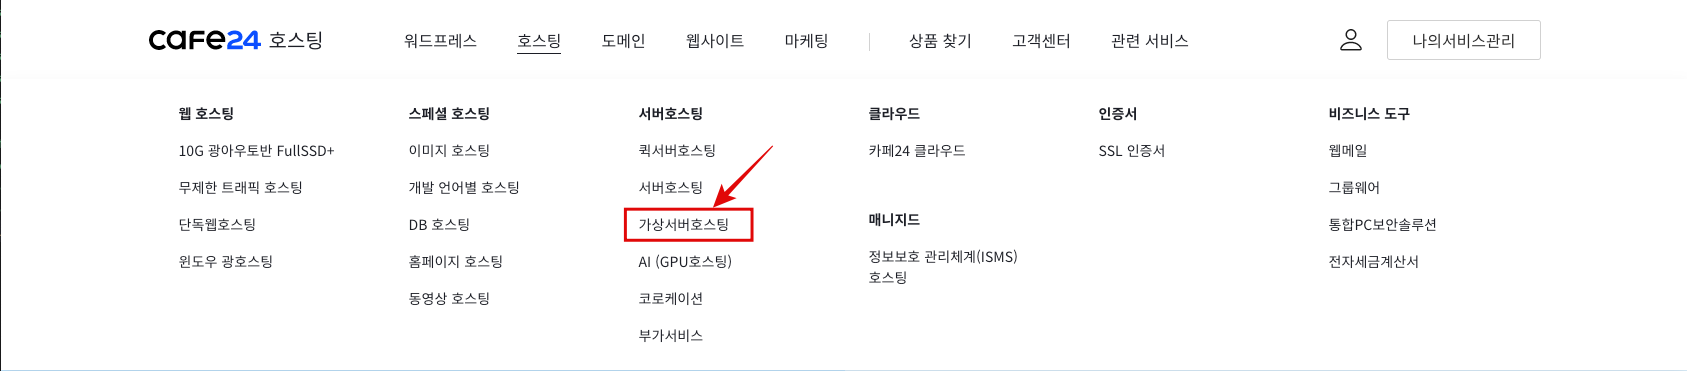 cafe24 호스팅
워드프레스 호스팅 도메인 웹사이트 마케팅 상품 찾기 고객센터 관련 서비스
나의서비스관리
웹 호스팅
10G 광아우토반 FullSSD+
무제한 트래픽 호스팅
단독웹호스팅
윈도우 광호스팅
스페셜 호스팅
이미지 호스팅
개발 언어별 호스팅
DB 호스팅
홈페이지 호스팅
동영상 호스팅
서버호스팅
퀵서버호스팅
서버호스팅
가상서버호스팅
AI (GPU호스팅)
코로케이션
부가서비스
클라우드
카페24 클라우드
매니지드
정보보호 관리체계(ISMS)
호스팅
인증서
SSL 인증서
비즈니스 도구
웹메일
그룹웨어
통합PC보안솔루션
전자세금계산서